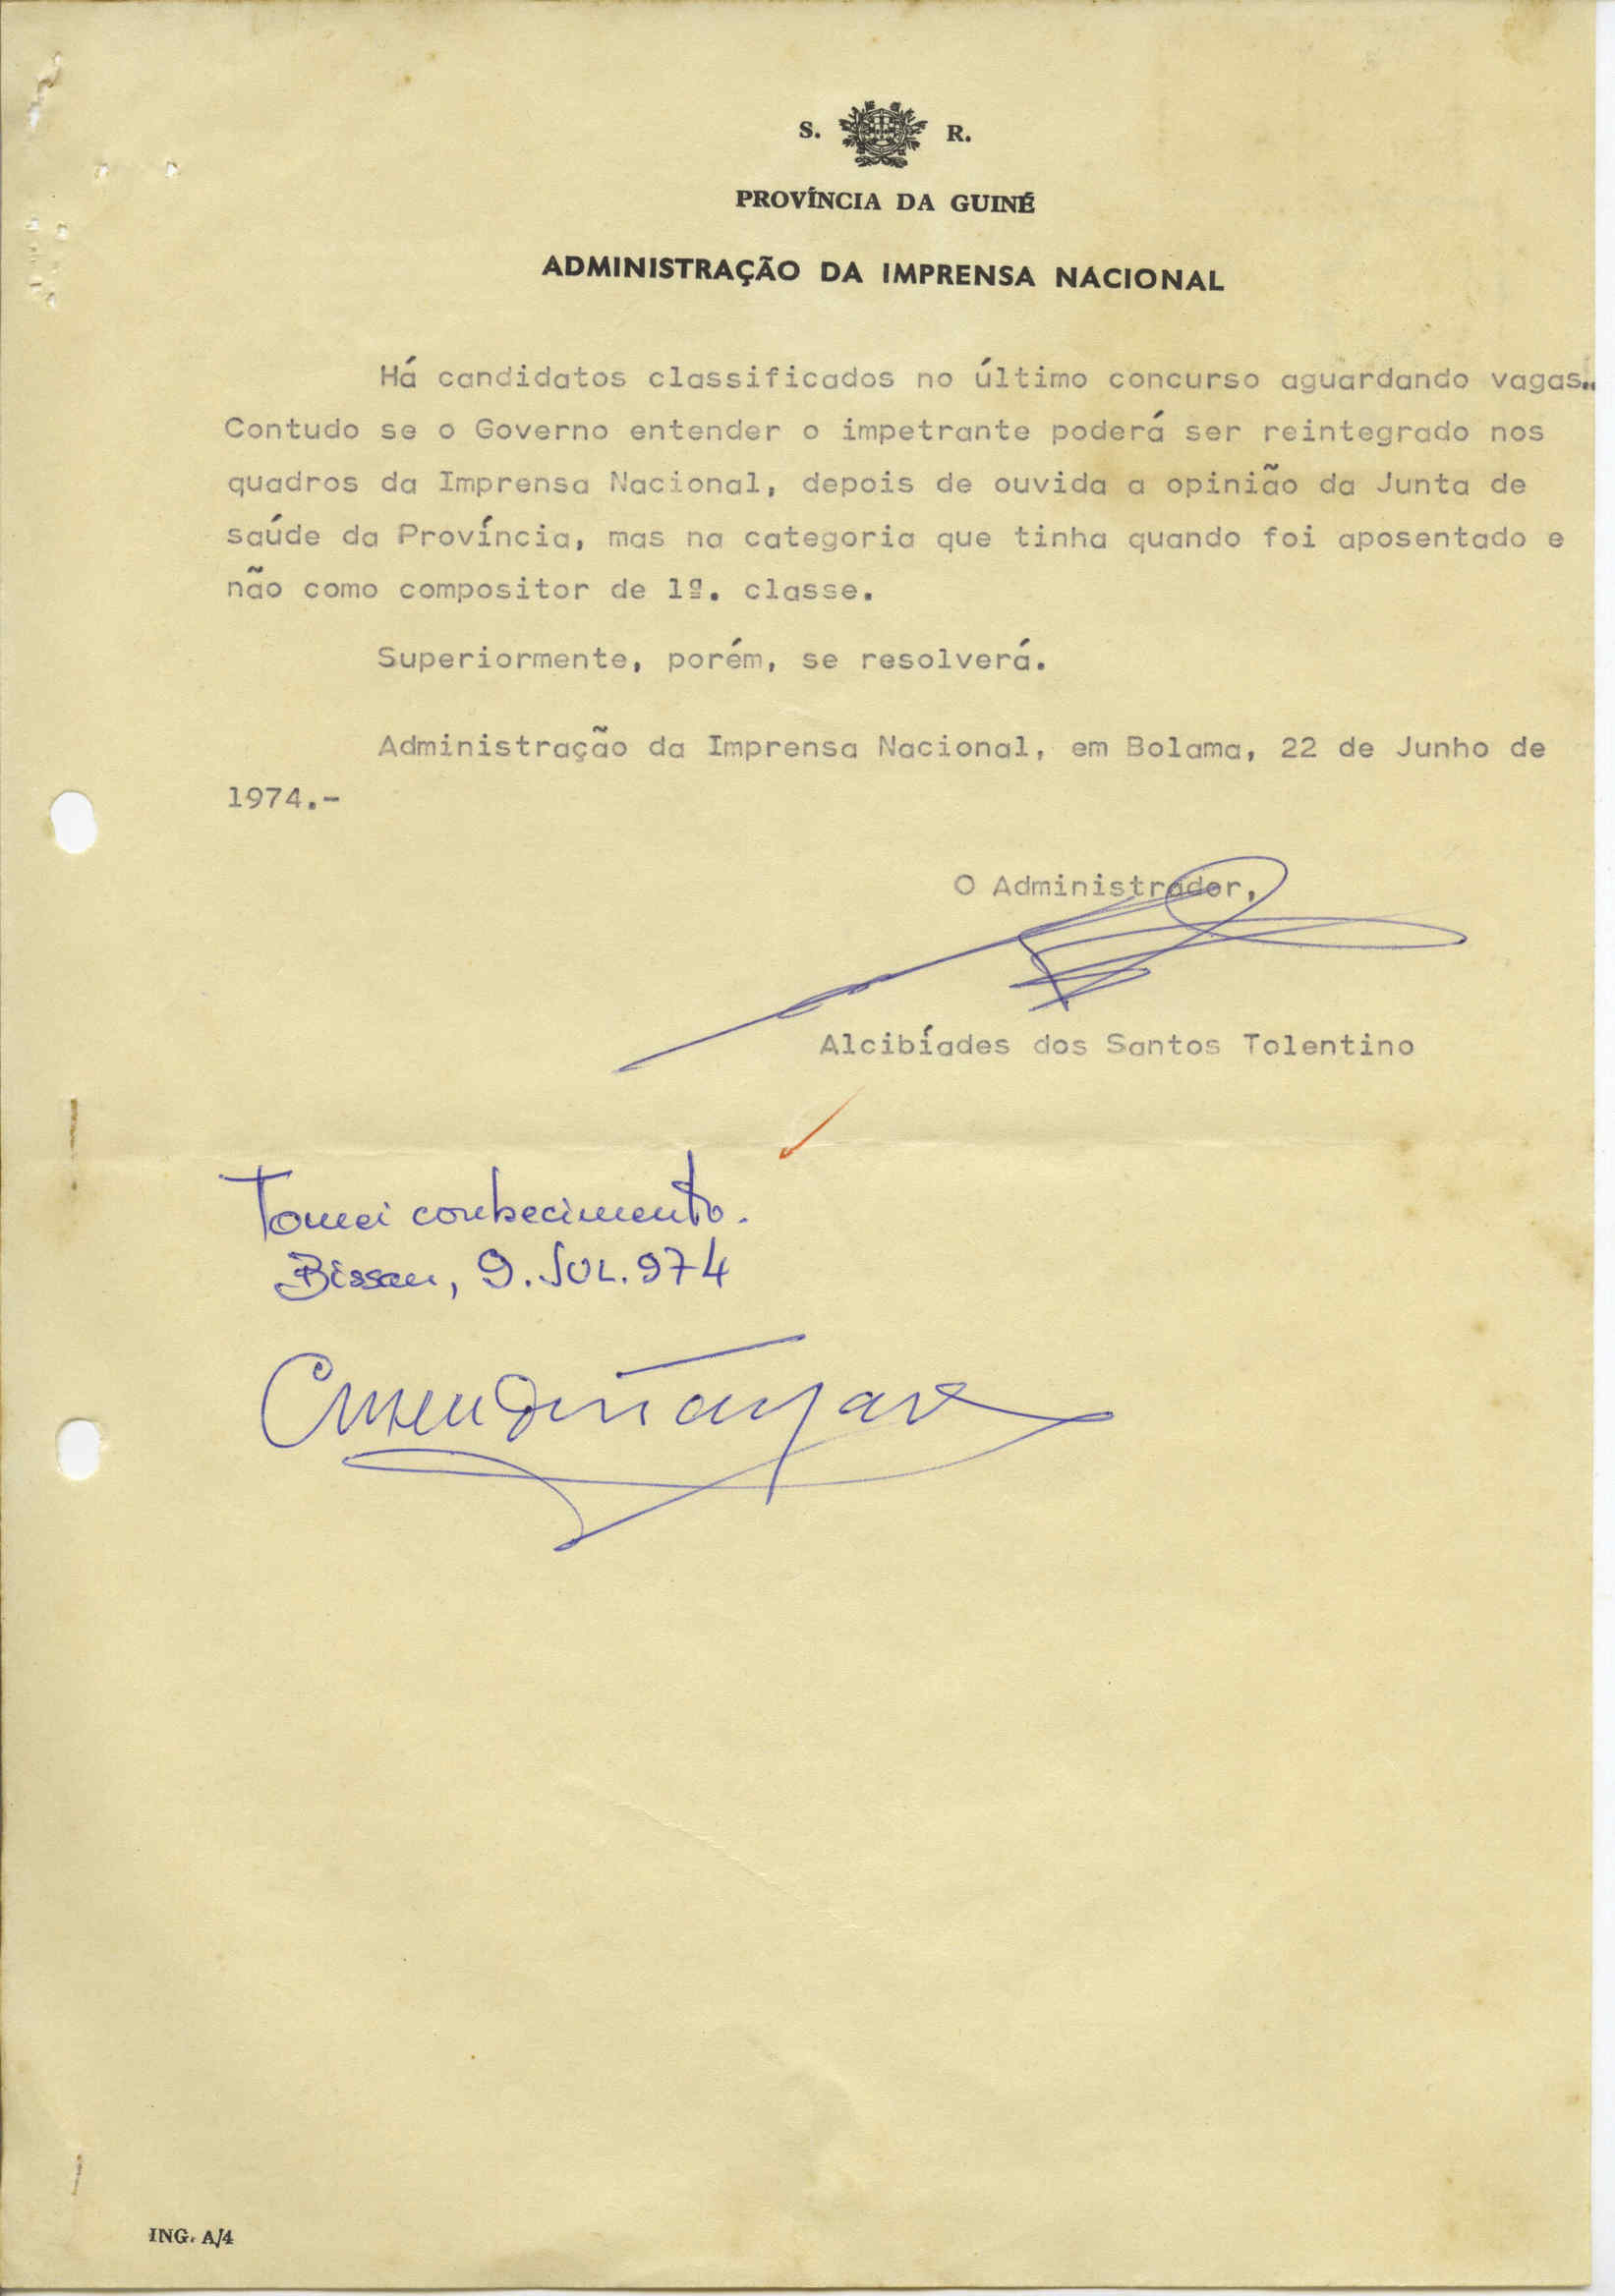 S. R.
PROVÍNCIA DA GUINÉ
ADMINISTRAÇÃO DA IMPRENSA NACIONAL
Há candidatos classificados no último concurso aguardando vagas..
Contudo se o Governo entender o impetrante poderá ser reintegrado nos
quadros da Imprensa Nacional, depois de ouvida a opinião da Junta de
saúde da Província, mas na categoria que tinha quando foi aposentado e
não como compositor de 1ª. classe.
Superiormente, porém, se resolverá.
Administração da Imprensa Nacional, em Bolama, 22 de Junho de
1974.-
O Administrador,
Alcibíades dos Santos Tolentino
Tomei conhecimento.
Bissau, 9. JUL. 974
ING. A/4